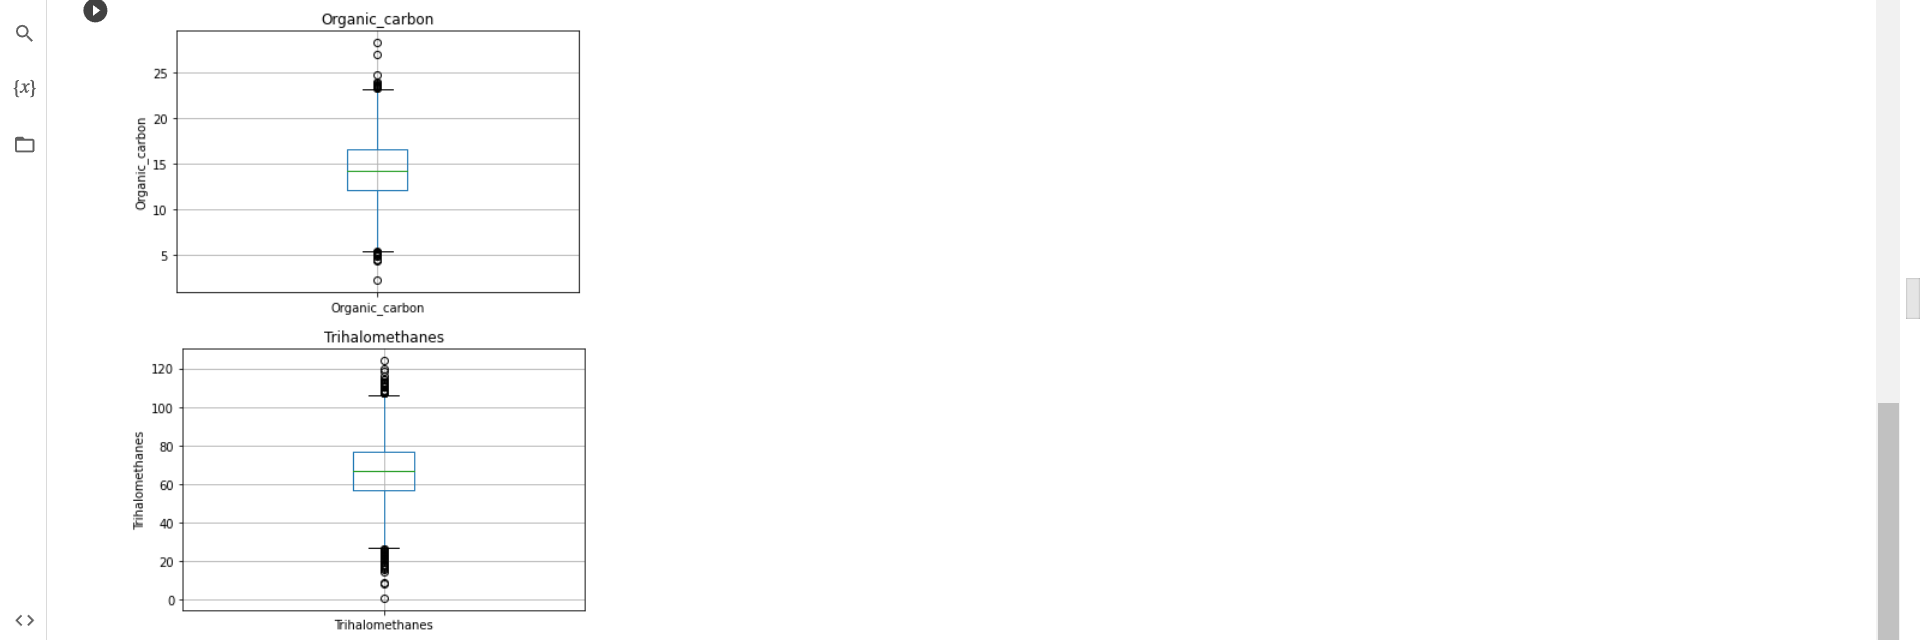 Organic_carbon
25
20
15
10
5
Organic_carbon
Organic_carbon
{x}
Trihalomethanes
120
100
80
60
40
20
0
Trihalomethanes
Trihalomethanes
<>